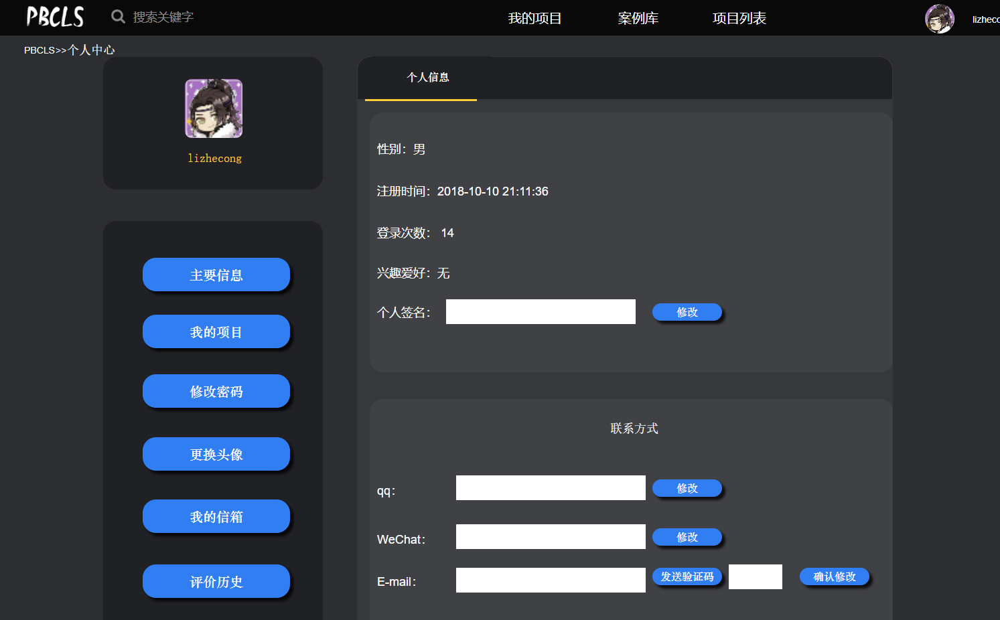 PBCLS 搜索关键字 我的项目 案例库 项目列表
PBCLS>>个人中心
lizhecong
主要信息
我的项目
修改密码
更换头像
我的信箱
评价历史
个人信息
性别：男
注册时间：2018-10-10 21:11:36
登录次数： 14
兴趣爱好：无
个人签名： 修改
联系方式
qq： 修改
WeChat： 修改
E-mail： 发送验证码 确认修改